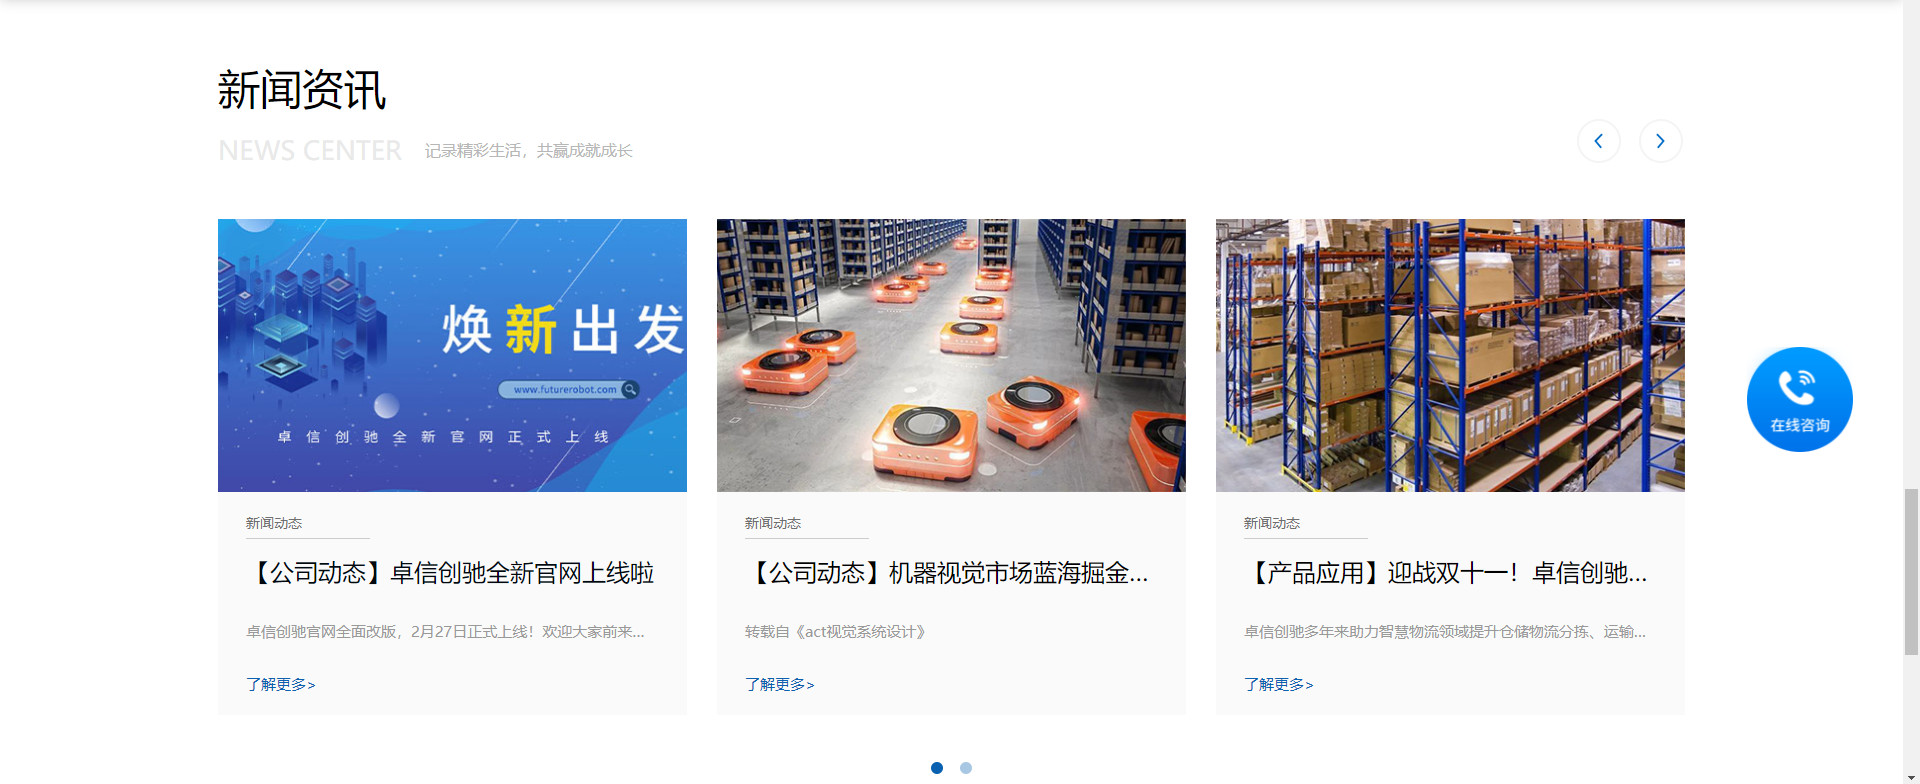 新闻资讯
NEWS CENTER 记录精彩生活，共赢成就成长
焕新出发
www.futurerobot.com
卓信创驰全新官网正式上线
在线咨询
新闻动态
【公司动态】卓信创驰全新官网上线啦
卓信创驰官网全面改版，2月27日正式上线！欢迎大家前来...
了解更多>
新闻动态
【公司动态】机器视觉市场蓝海掘金...
转载自《act视觉系统设计》
了解更多>
新闻动态
【产品应用】迎战双十一！卓信创驰...
卓信创驰多年来助力智慧物流领域提升仓储物流分拣、运输...
了解更多>